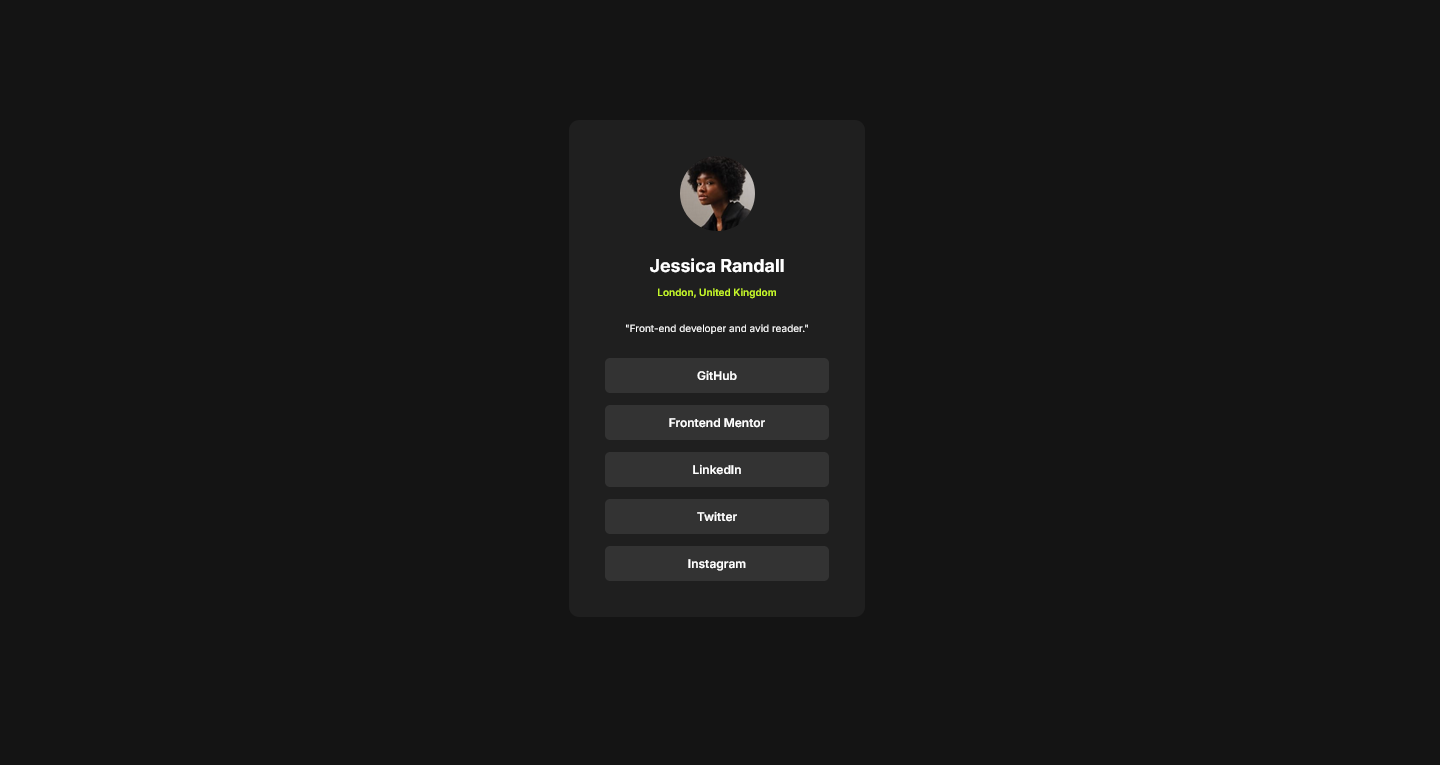 Jessica Randall
London, United Kingdom
"Front-end developer and avid reader."
GitHub
Frontend Mentor
LinkedIn
Twitter
Instagram